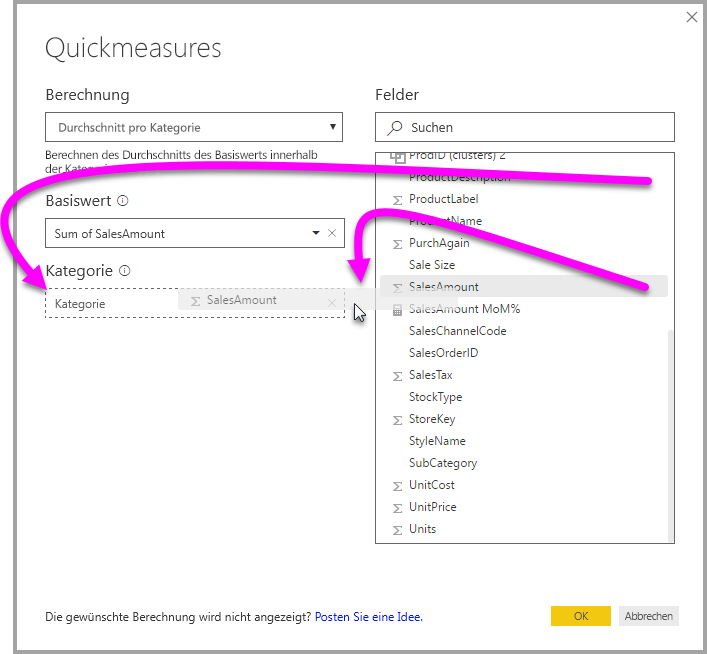 Quickmeasures
Berechnung
Durchschnitt pro Kategorie
Berechnen des Durchschnitts des Basiswerts innerhalb
der Kategorie
Basiswert
Sum of SalesAmount
Kategorie
Kategorie
SalesAmount
Felder
Suchen
ProdID (clusters) 2
ProductDescription
ProductLabel
ProductName
PurchAgain
Sale Size
SalesAmount
SalesAmount MoM%
SalesChannelCode
SalesOrderID
SalesTax
StockType
StoreKey
StyleName
SubCategory
UnitCost
UnitPrice
Units
Die gewünschte Berechnung wird nicht angezeigt? Posten Sie eine Idee.
OK
Abbrechen